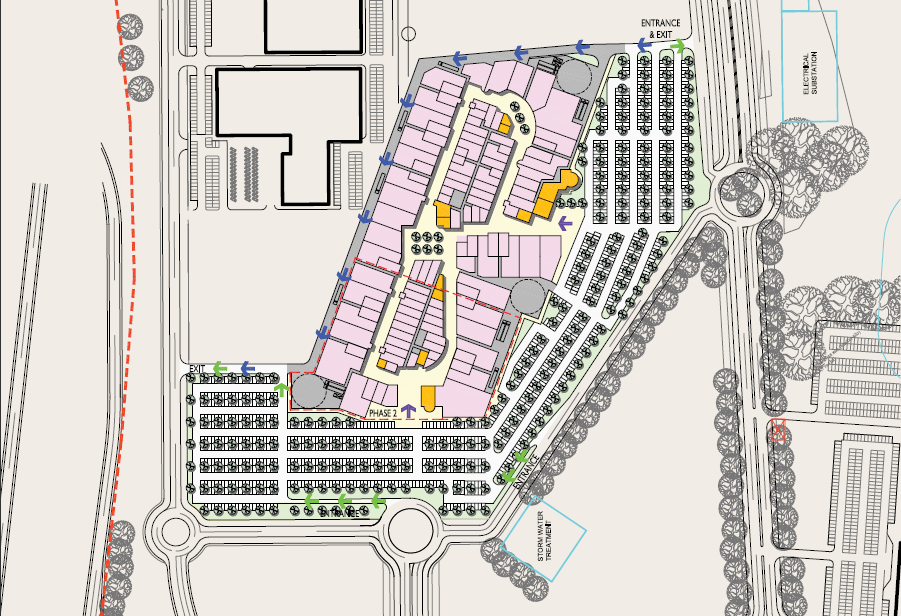 ENTRANCE
& EXIT
ELECTRICAL
SUBSTATION
EXIT
PHASE 2
ENTRANCE
ENTRANCE
STORM WATER
TREATMENT